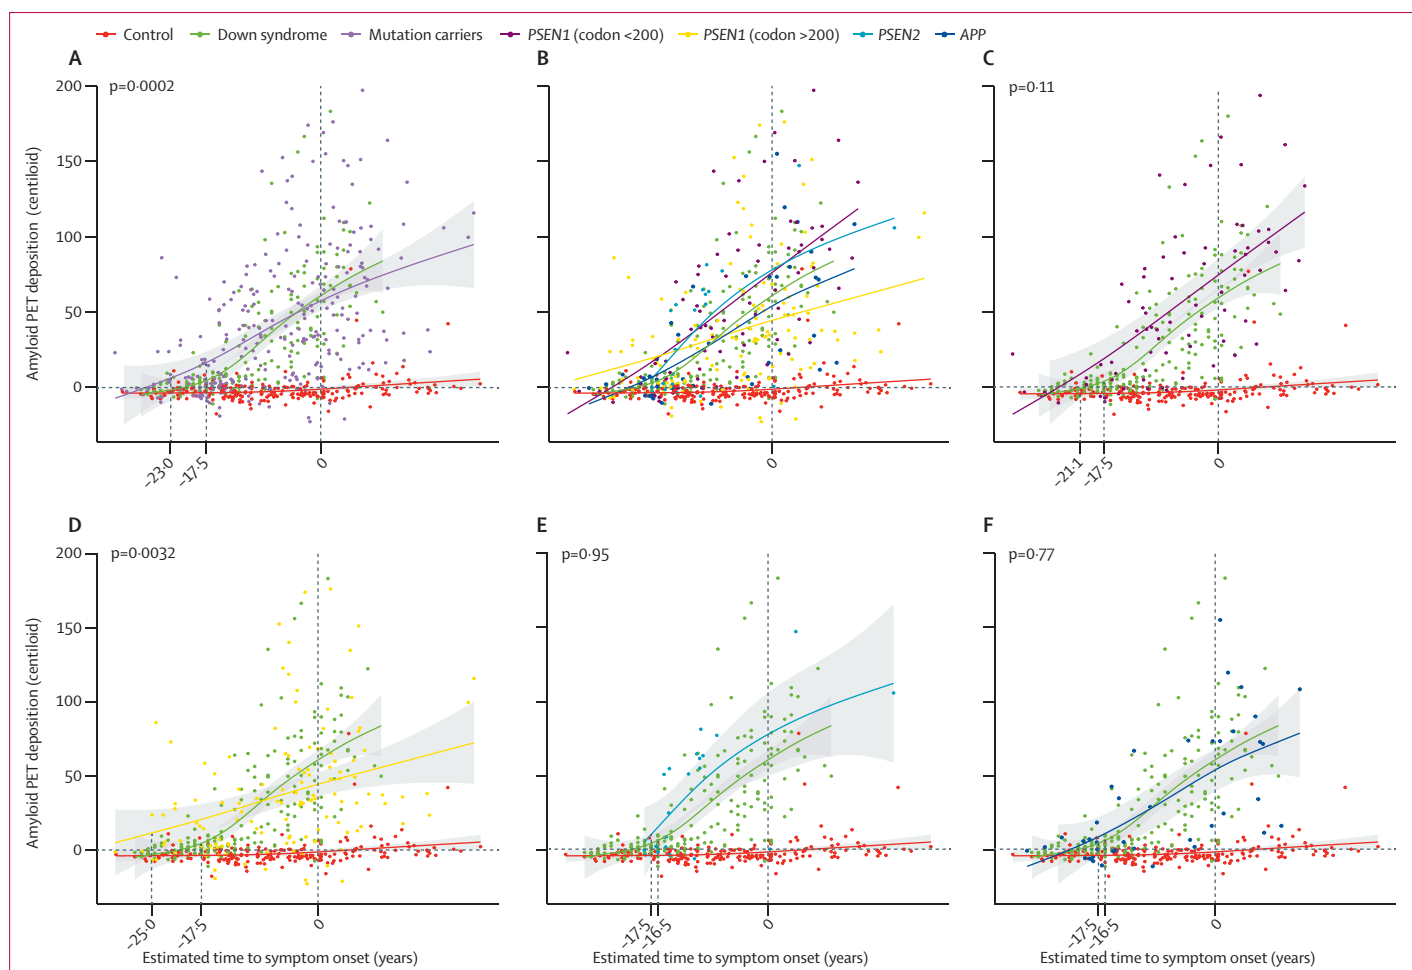 Control Down syndrome Mutation carriers PSEN1 (codon <200) PSEN1 (codon >200) PSEN2 APP
A B C
Amyloid PET deposition (centiloid)
200
150
100
50
0
p=0·0002
p=0·11
–23·0 –17·5 0
0
–21·1 –17·5 0
D E F
Amyloid PET deposition (centiloid)
200
150
100
50
0
p=0·0032
p=0·95
p=0·77
–25·0 –17·5 0
–17·5 –16·5 0
–17·5 –16·5 0
Estimated time to symptom onset (years) Estimated time to symptom onset (years) Estimated time to symptom onset (years)